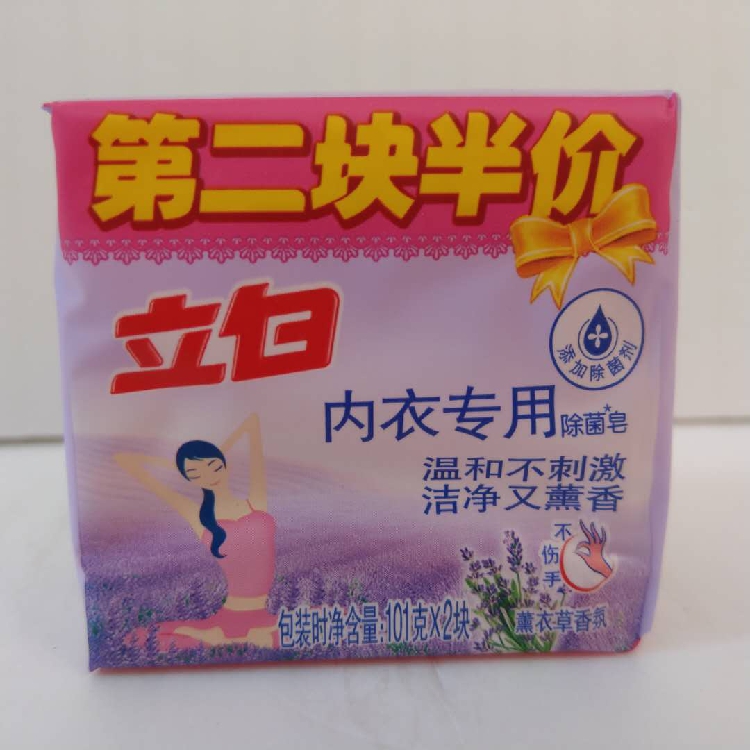 第二块半价
立白
添加除菌剂
内衣专用除菌*皂
温和不刺激
洁净又薰香
不伤手
包装时净含量:101克X2块
薰衣草香氛